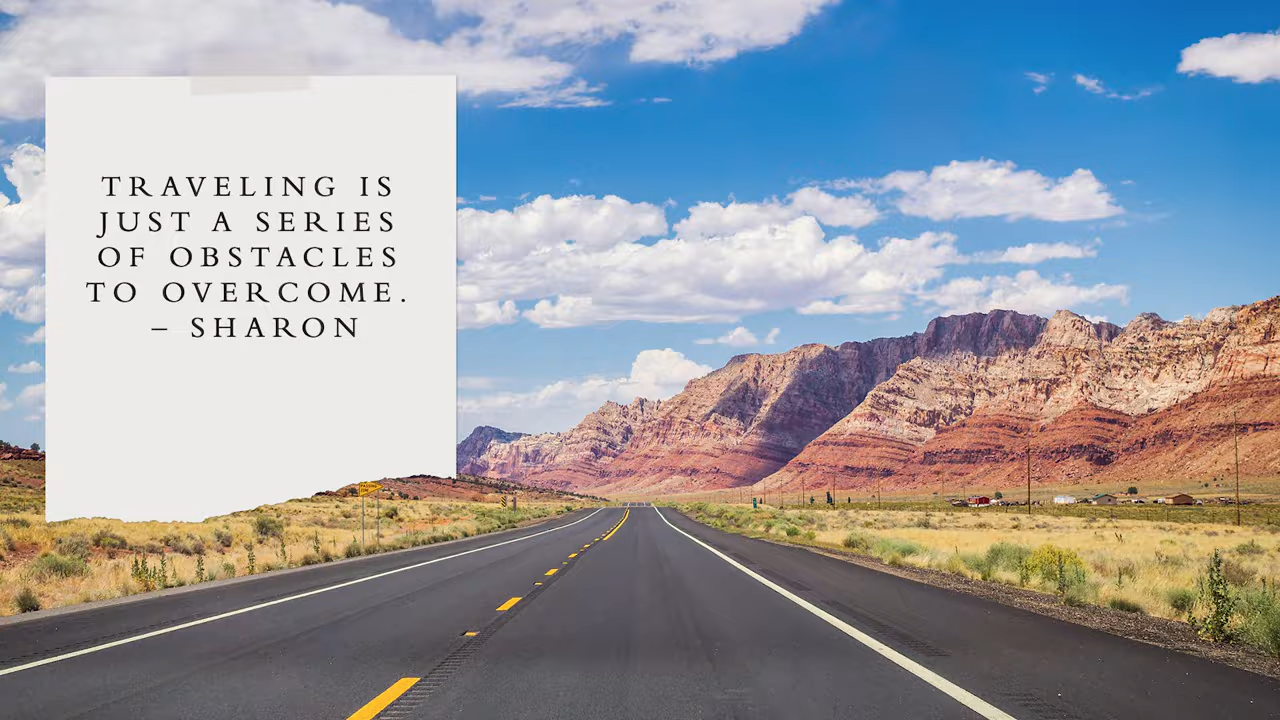 TRAVELING IS
JUST A SERIES
OF OBSTACLES
TO OVERCOME.
– SHARON